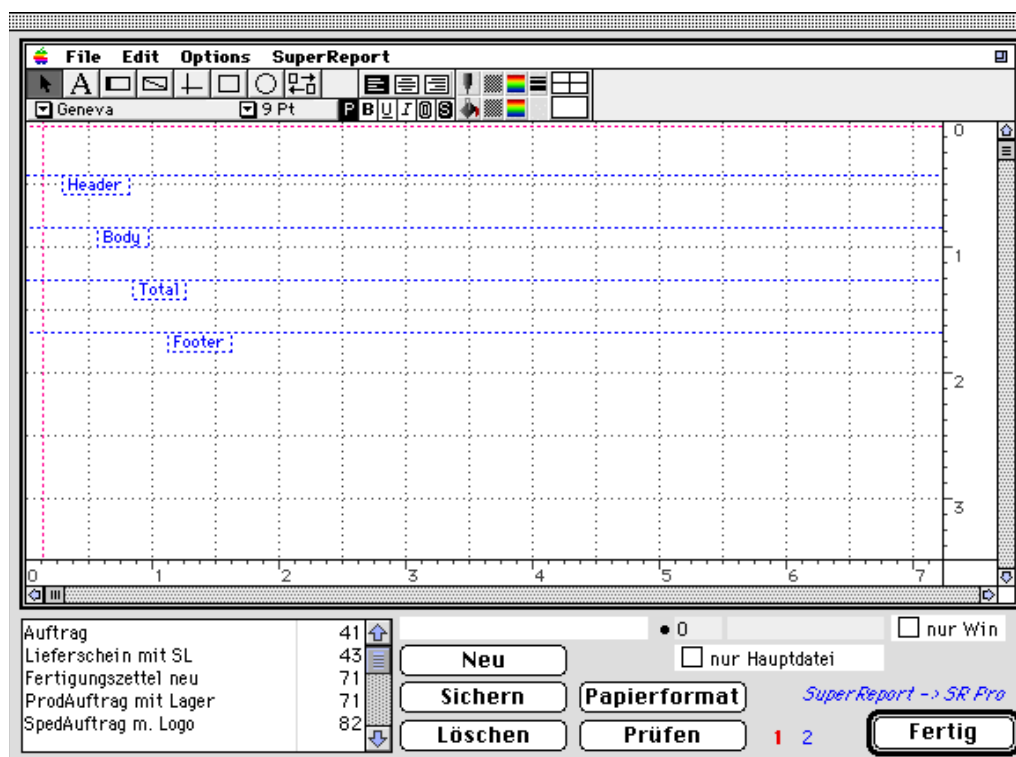 File Edit Options SuperReport
A
Geneva 9 Pt P B U I O S
0
Header
Body
1
Total
Footer
2
3
0 1 2 3 4 5 6 7
Auftrag 41
Lieferschein mit SL 43
Fertigungszettel neu 71
ProdAuftrag mit Lager 71
SpedAuftrag m. Logo 82
0
nur Win
Neu
nur Hauptdatei
Sichern
Papierformat
SuperReport -> SR Pro
Löschen
Prüfen
1 2
Fertig